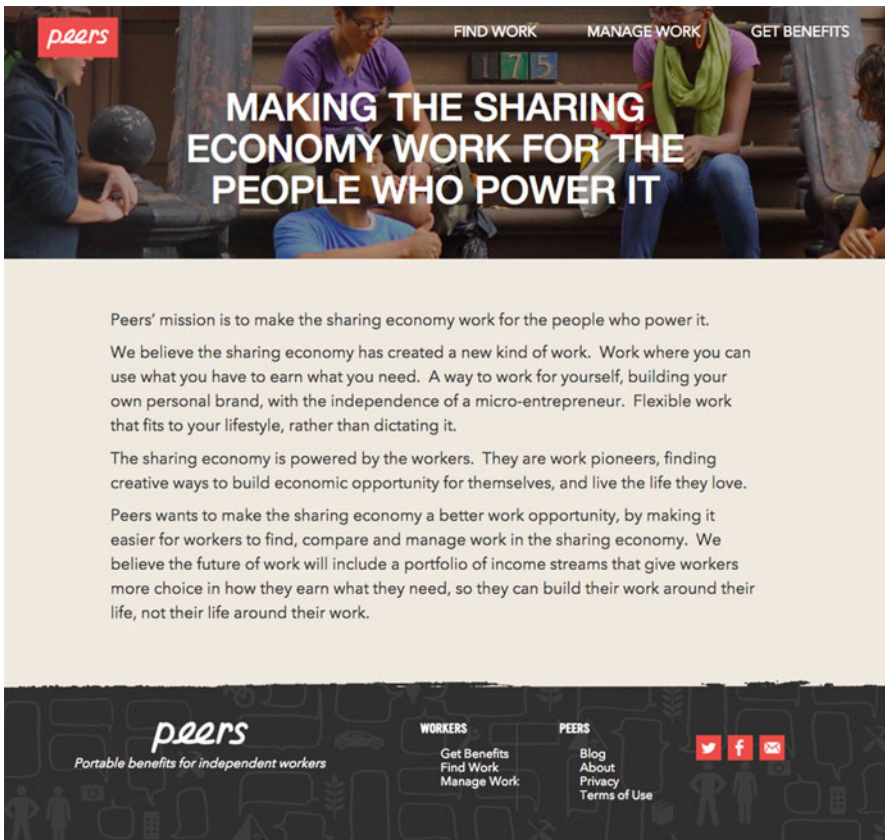 peers
FIND WORK MANAGE WORK GET BENEFITS
175
MAKING THE SHARING
ECONOMY WORK FOR THE
PEOPLE WHO POWER IT
Peers' mission is to make the sharing economy work for the people who power it.
We believe the sharing economy has created a new kind of work. Work where you can
use what you have to earn what you need. A way to work for yourself, building your
own personal brand, with the independence of a micro-entrepreneur. Flexible work
that fits to your lifestyle, rather than dictating it.
The sharing economy is powered by the workers. They are work pioneers, finding
creative ways to build economic opportunity for themselves, and live the life they love.
Peers wants to make the sharing economy a better work opportunity, by making it
easier for workers to find, compare and manage work in the sharing economy. We
believe the future of work will include a portfolio of income streams that give workers
more choice in how they earn what they need, so they can build their work around their
life, not their life around their work.
peers
Portable benefits for independent workers
WORKERS
Get Benefits
Find Work
Manage Work
PEERS
Blog
About
Privacy
Terms of Use